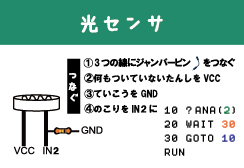 光センサ
つなぐ
①３つの線にジャンパーピンをつなぐ
②何もついていないたんしをVCC
③ていこうをGND
④のこりをIN2に
GND
VCC IN2
10 ?ANA(2)
20 WAIT 30
30 GOTO 10
RUN